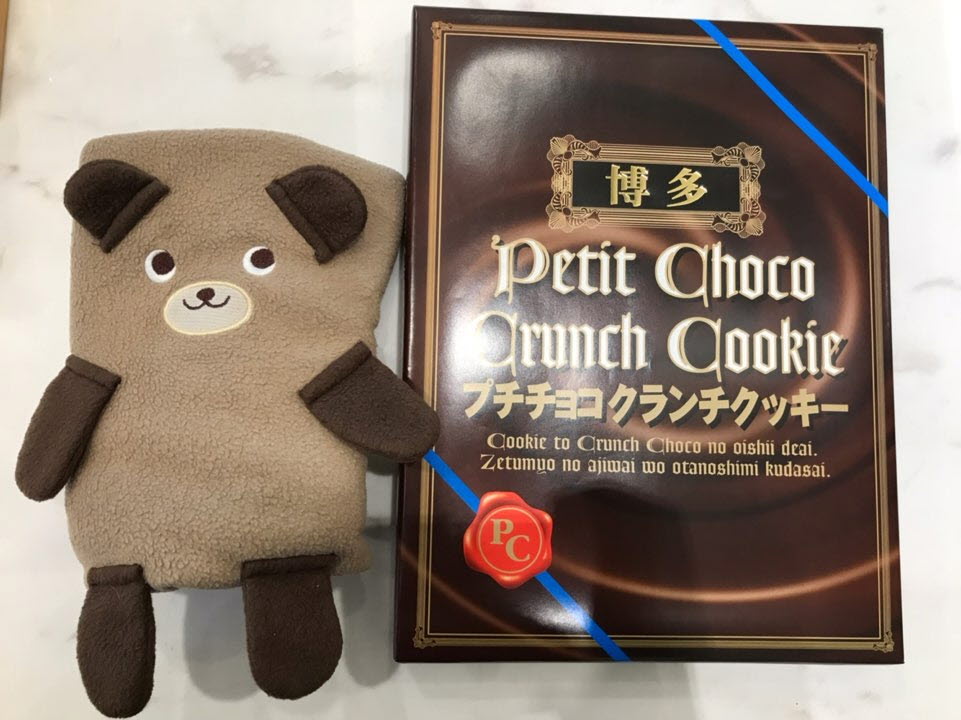 博多
Petit Choco
Crunch Cookie
プチチョコクランチクッキー
Cookie to Crunch Choco no oishii deai.
Zetumyo no ajiwai wo otanoshimi kudasai.
PC